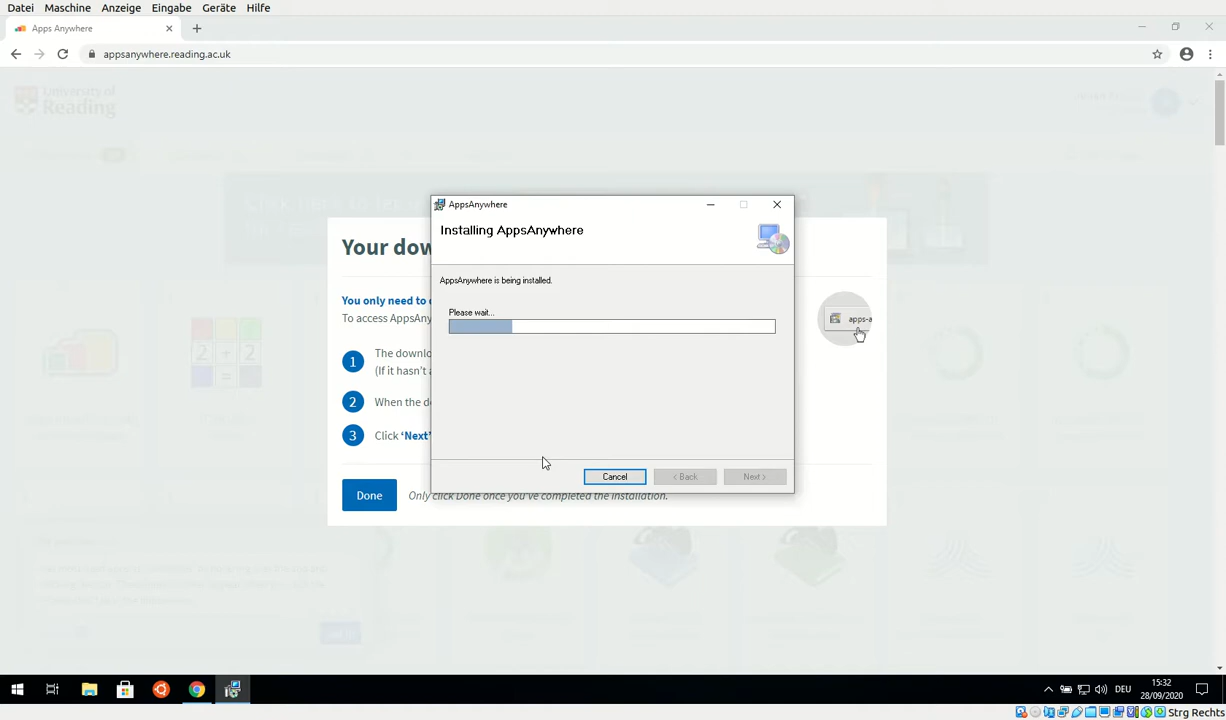 Datei Maschine Anzeige Eingabe Geräte Hilfe
Apps Anywhere
appsanywhere.reading.ac.uk
University of
Reading
AppsAnywhere
Installing AppsAnywhere
AppsAnywhere is being installed.
Please wait...
Cancel
< Back
Next >
Your dow
You only need to
To access AppsAny
1 The downlo
(If it hasn't a
2 When the d
3 Click 'Next'
apps-a
Done
Only click Done once you've completed the installation.
DEU
15:32
28/09/2020
Strg Rechts